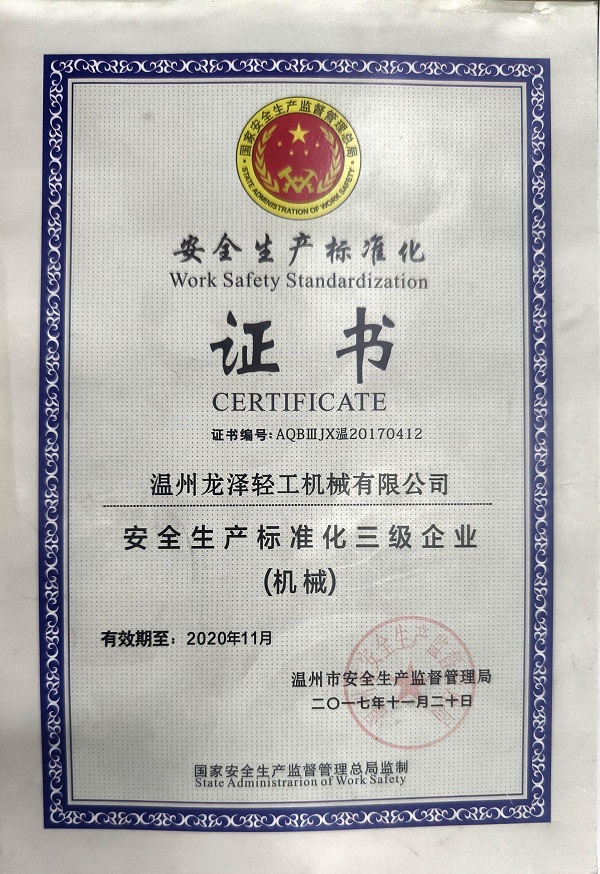 国家安全生产监督管理总局
STATE ADMINISTRATION OF WORK SAFETY
安全生产标准化
Work Safety Standardization
证书
CERTIFICATE
证书编号: AQBⅢJX温20170412
温州龙泽轻工机械有限公司
安全生产标准化三级企业
(机械)
有效期至: 2020年11月
温州市安全生产监督管理局
二〇一七年十一月二十日
国家安全生产监督管理总局监制
State Administrarion of Work Safety